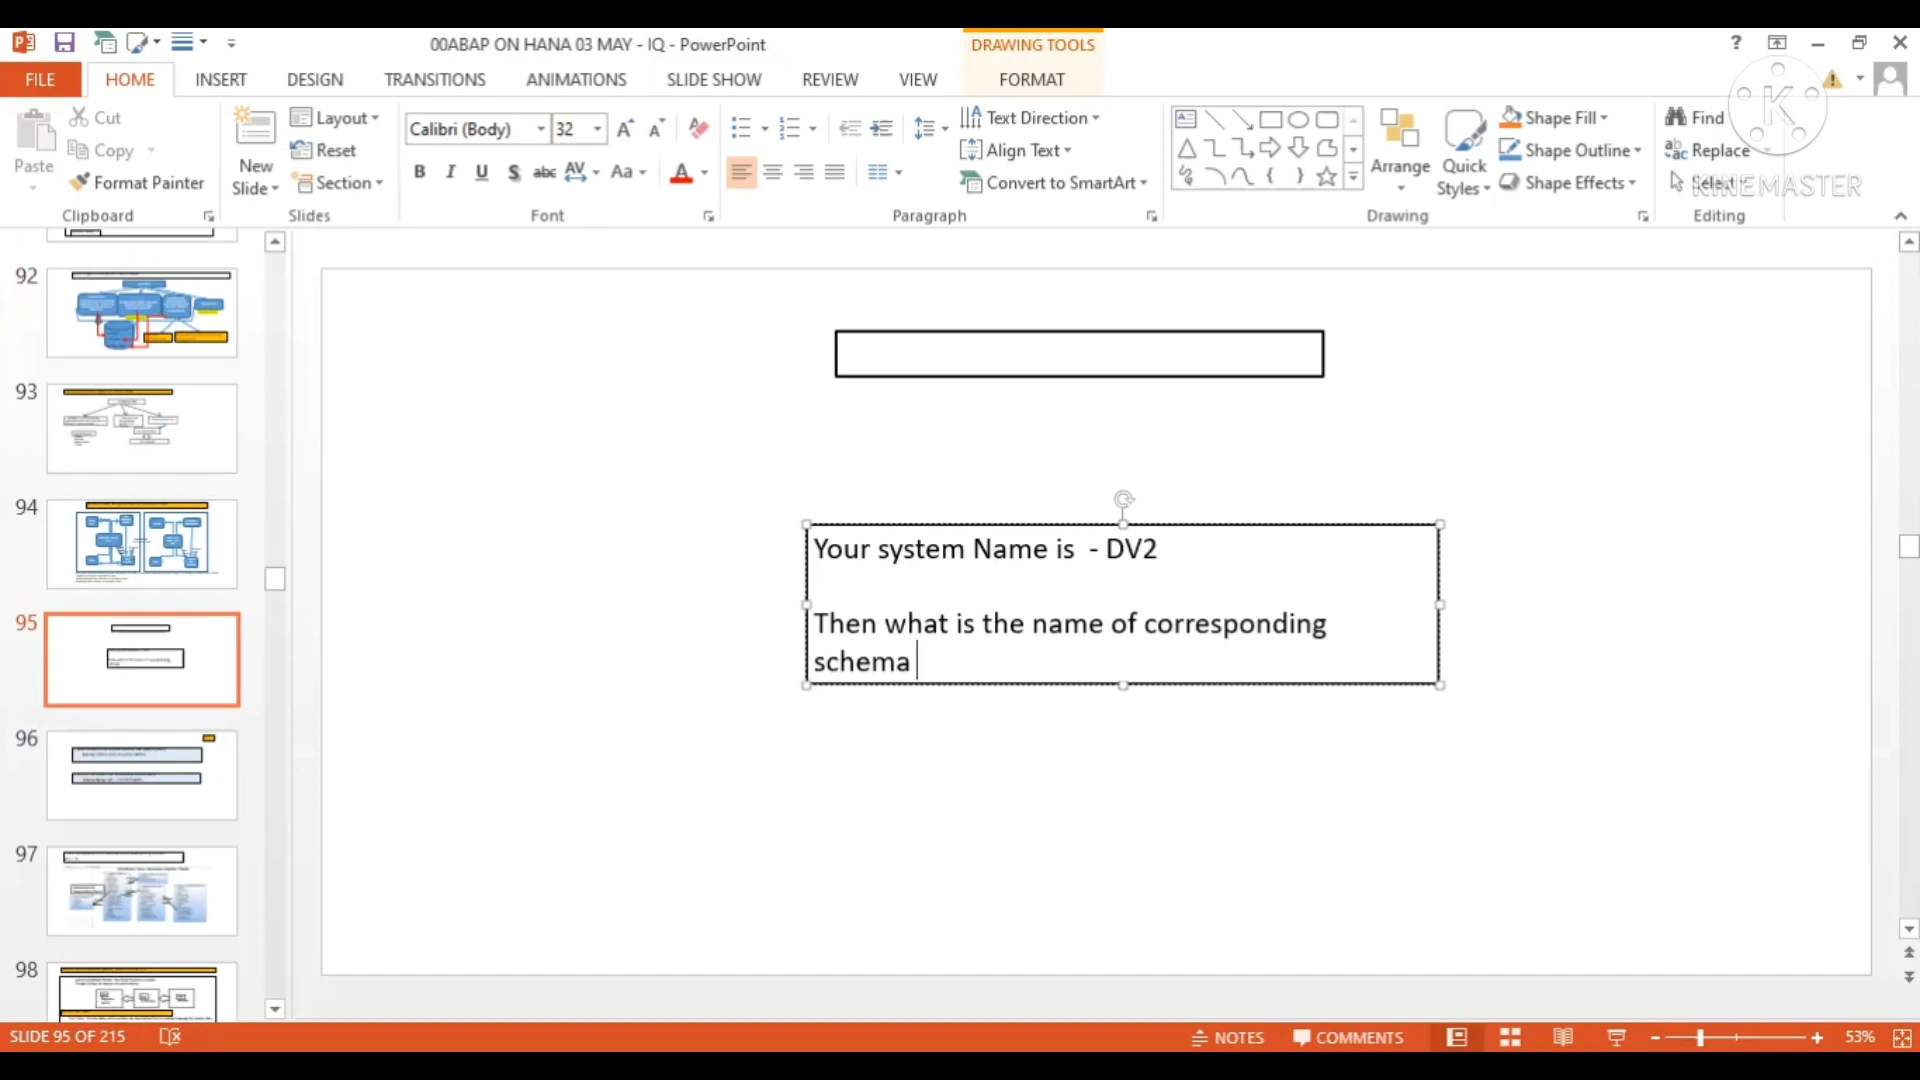 00ABAP ON HANA 03 MAY - IQ - PowerPoint
DRAWING TOOLS
?
FILE
HOME
INSERT
DESIGN
TRANSITIONS
ANIMATIONS
SLIDE SHOW
REVIEW
VIEW
FORMAT
Paste
Cut
Copy
Format Painter
Clipboard
New
Slide
Layout
Reset
Section
Slides
Calibri (Body)
32
B I U S abc AV Aa A
Font
Text Direction
Align Text
Convert to SmartArt
Paragraph
Arrange
Quick
Styles
Shape Fill
Shape Outline
Shape Effects
Drawing
Find
Replace
Select
Editing
K
KINEMASTER
92
93
94
95
96
97
98
Your system Name is - DV2
Then what is the name of corresponding
schema
SLIDE 95 OF 215
NOTES
COMMENTS
53%